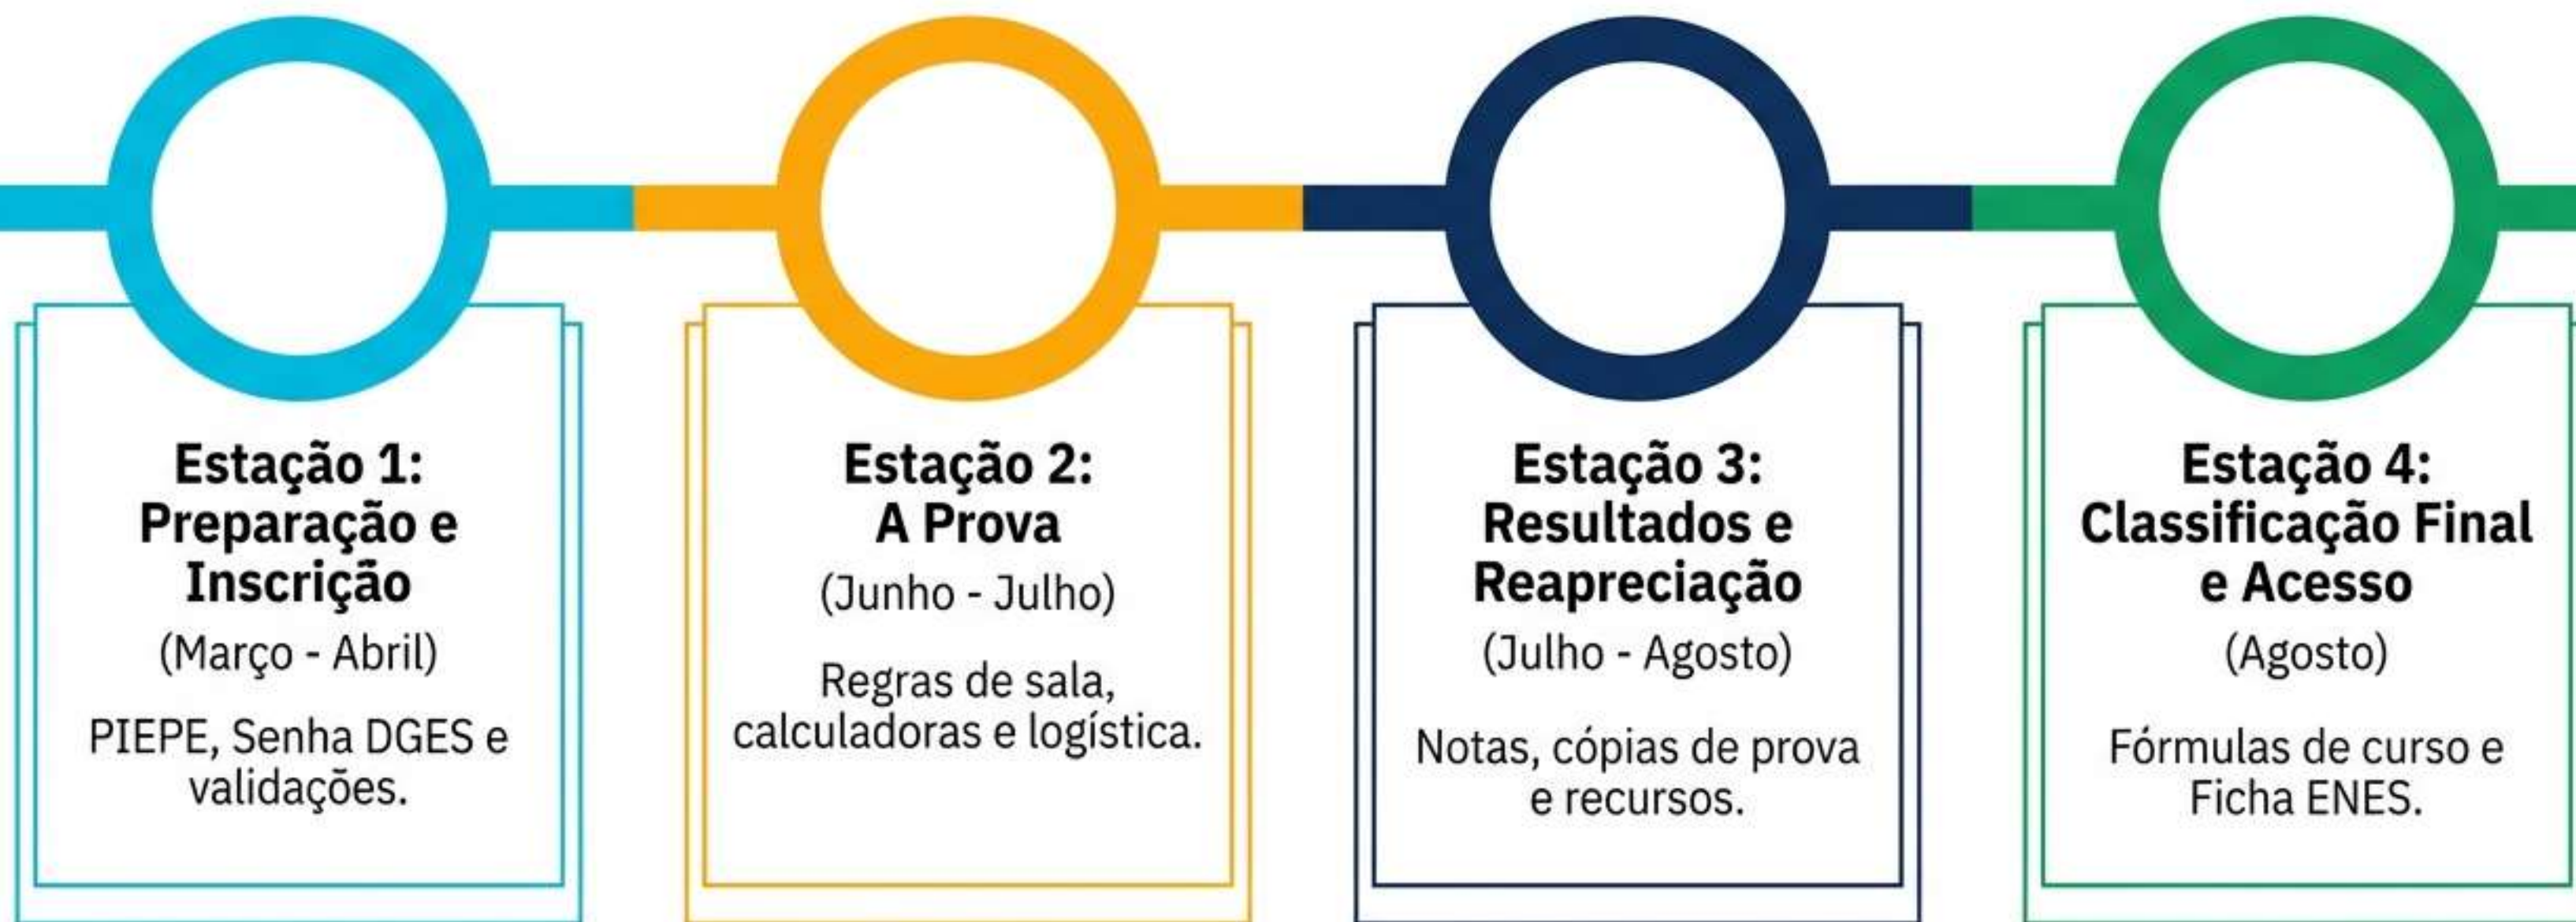 Estação 1:
Preparação e
Inscrição
(Março - Abril)
PIEPE, Senha DGES e
validações.
Estação 2:
A Prova
(Junho - Julho)
Regras de sala,
calculadoras e logística.
Estação 3:
Resultados e
Reapreciação
(Julho - Agosto)
Notas, cópias de prova
e recursos.
Estação 4:
Classificação Final
e Acesso
(Agosto)
Fórmulas de curso e
Ficha ENES.